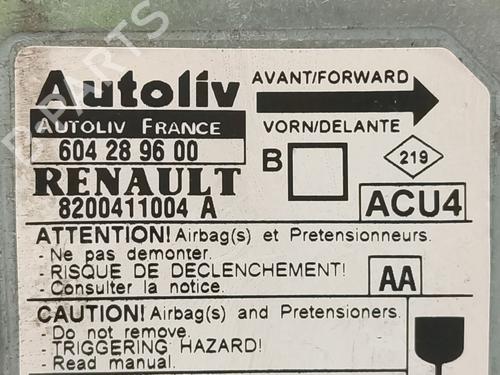 Autoliv
AVANT/FORWARD
AUTOLIV FRANCE
VORN/DELANTE
604 28 96 00
B
219
RENAULT
8200411004 A
ACU4
ATTENTION! Airbag(s) et Pretensionneurs.
- Ne pas demonter.
- RISQUE DE DECLENCHEMENT!
- Consulter la notice.
AA
CAUTION! Airbag(s) and Pretensioners.
- Do not remove.
- TRIGGERING HAZARD!
- Read manual.